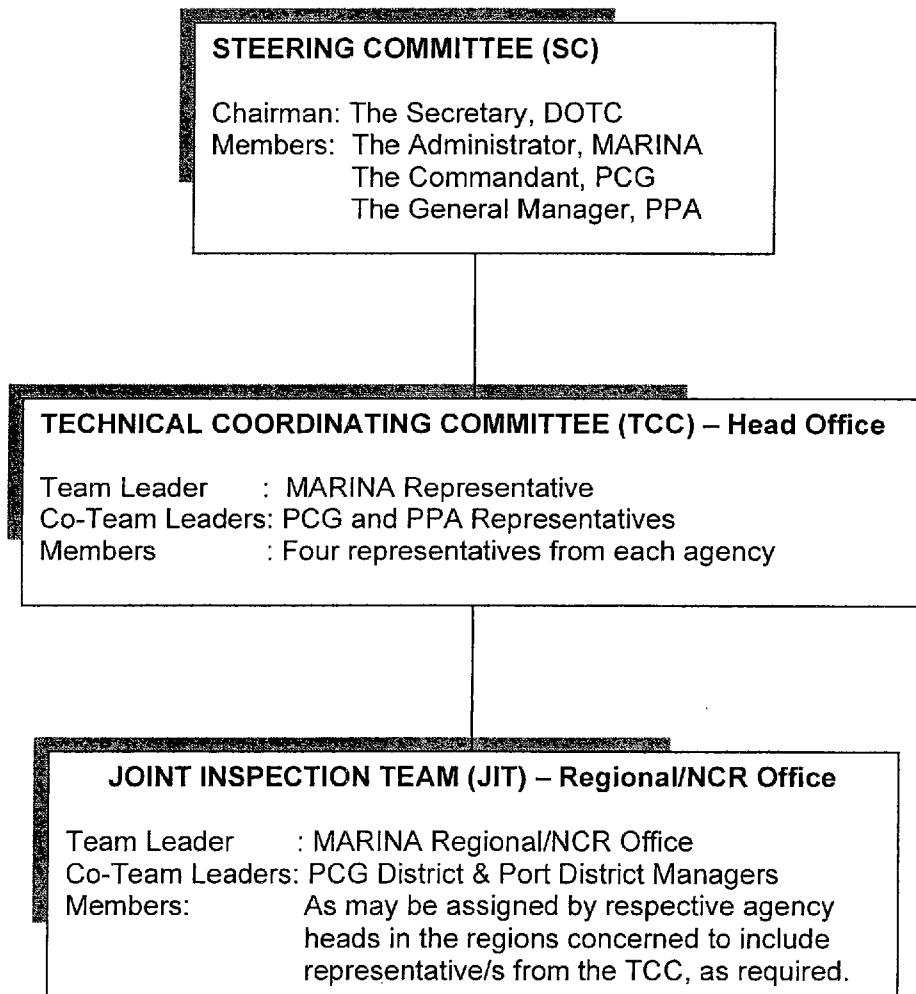 STEERING COMMITTEE (SC)
Chairman: The Secretary, DOTC
Members: The Administrator, MARINA
The Commandant, PCG
The General Manager, PPA
TECHNICAL COORDINATING COMMITTEE (TCC) – Head Office
Team Leader : MARINA Representative
Co-Team Leaders: PCG and PPA Representatives
Members : Four representatives from each agency
JOINT INSPECTION TEAM (JIT) – Regional/NCR Office
Team Leader : MARINA Regional/NCR Office
Co-Team Leaders: PCG District & Port District Managers
Members: As may be assigned by respective agency
heads in the regions concerned to include
representative/s from the TCC, as required.